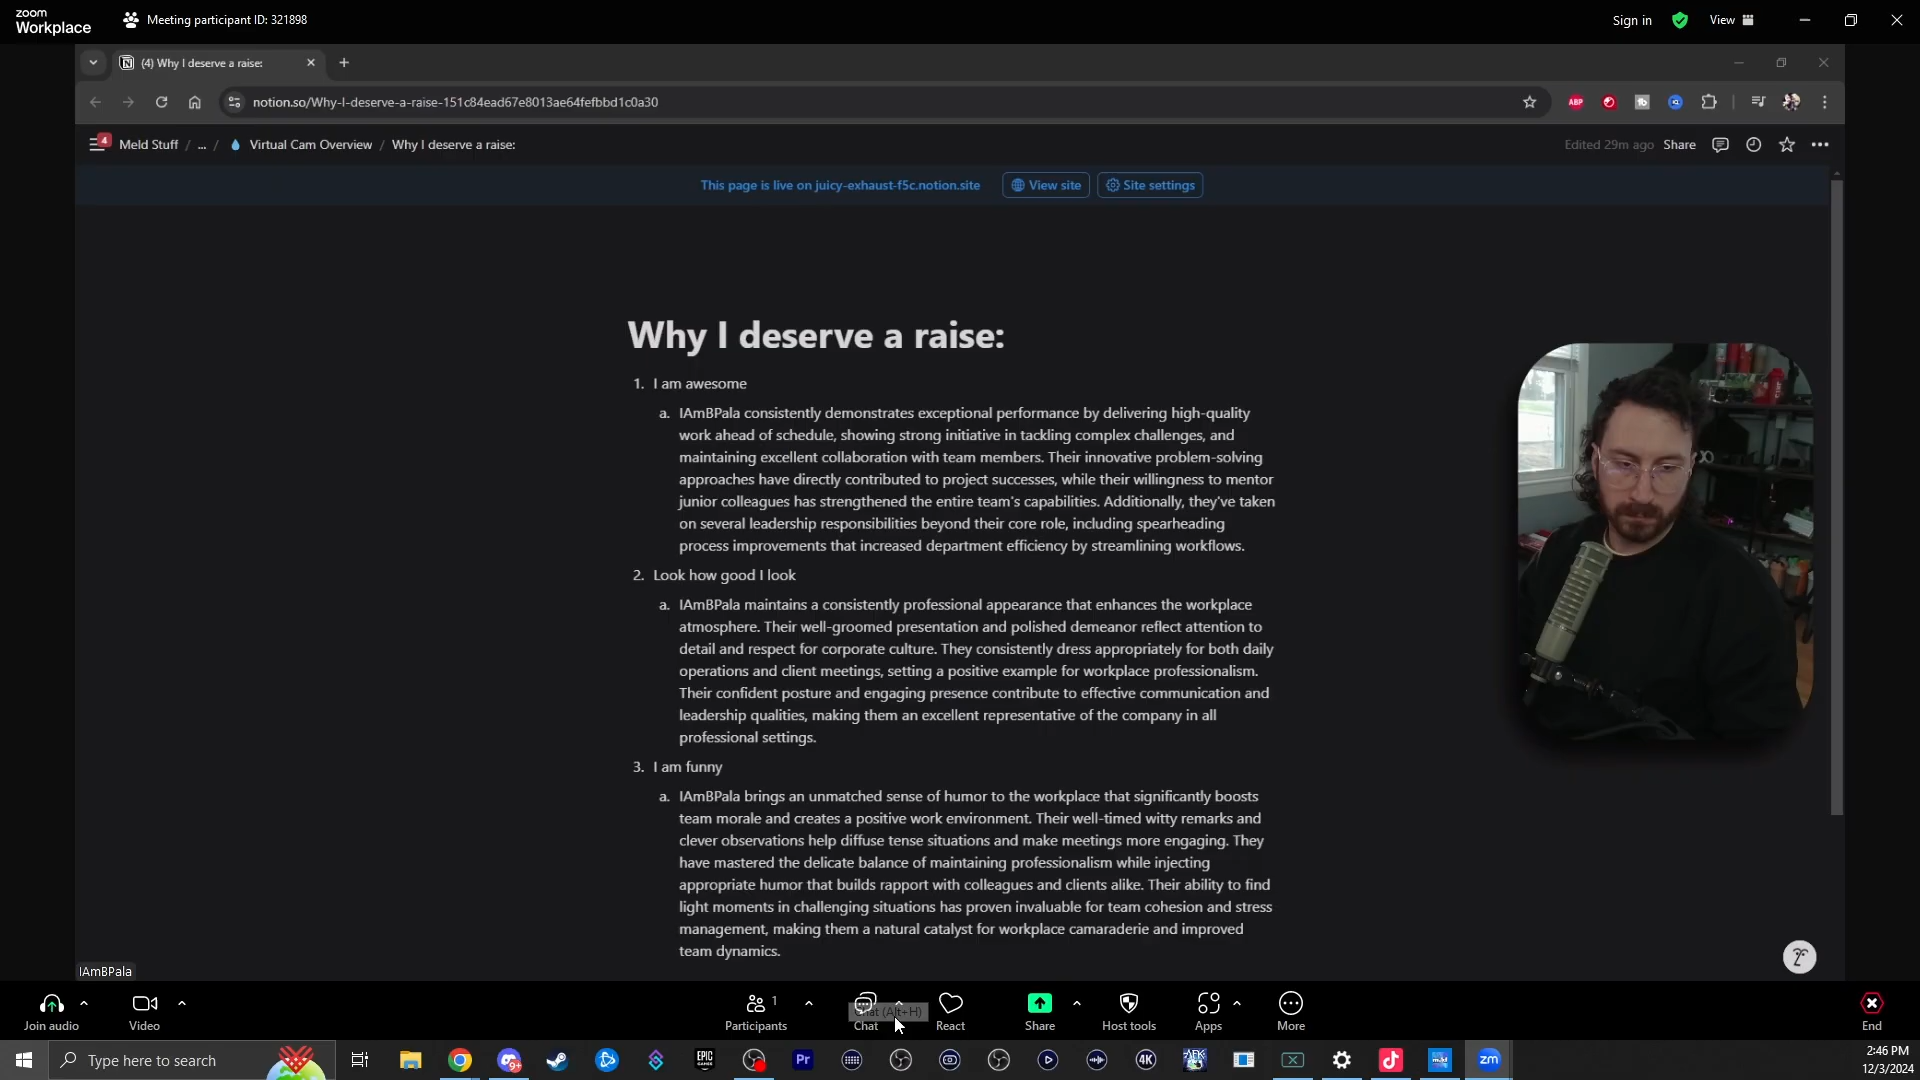 zoom
Workplace
Meeting participant ID: 321898
Sign in
View
(4) Why I deserve a raise:
notion.so/Why-I-deserve-a-raise-151c84ead67e8013ae64fefbbd1c0a30
ABP
4
Meld Stuff / ... / Virtual Cam Overview / Why I deserve a raise:
Edited 29m ago
Share
This page is live on juicy-exhaust-f5c.notion.site
View site
Site settings
Why I deserve a raise:
1. I am awesome
a. IAmBPala consistently demonstrates exceptional performance by delivering high-quality
work ahead of schedule, showing strong initiative in tackling complex challenges, and
maintaining excellent collaboration with team members. Their innovative problem-solving
approaches have directly contributed to project successes, while their willingness to mentor
junior colleagues has strengthened the entire team's capabilities. Additionally, they've taken
on several leadership responsibilities beyond their core role, including spearheading
process improvements that increased department efficiency by streamlining workflows.
2. Look how good I look
a. IAmBPala maintains a consistently professional appearance that enhances the workplace
atmosphere. Their well-groomed presentation and polished demeanor reflect attention to
detail and respect for corporate culture. They consistently dress appropriately for both daily
operations and client meetings, setting a positive example for workplace professionalism.
Their confident posture and engaging presence contribute to effective communication and
leadership qualities, making them an excellent representative of the company in all
professional settings.
3. I am funny
a. IAmBPala brings an unmatched sense of humor to the workplace that significantly boosts
team morale and creates a positive work environment. Their well-timed witty remarks and
clever observations help diffuse tense situations and make meetings more engaging. They
have mastered the delicate balance of maintaining professionalism while injecting
appropriate humor that builds rapport with colleagues and clients alike. Their ability to find
light moments in challenging situations has proven invaluable for team cohesion and stress
management, making them a natural catalyst for workplace camaraderie and improved
team dynamics.
IAmBPala
Join audio
Video
Participants
1
Chat
Chat (Alt+H)
React
Share
Host tools
Apps
More
End
Type here to search
9+
EPIC GAMES
Pr
4K
AFK
meld
zm
2:46 PM
12/3/2024